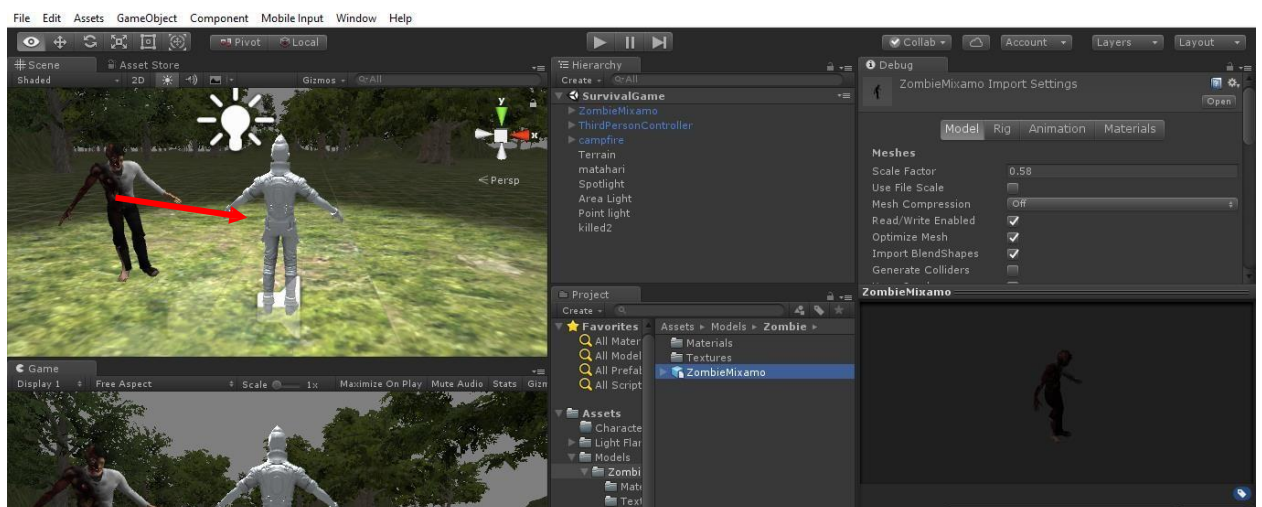 File Edit Assets GameObject Component Mobile Input Window Help
Pivot Local Collab Account Layers Layout
Scene Asset Store
Shaded 2D Gizmos All
y
x
Persp
Game
Display 1 Free Aspect Scale 1x Maximize On Play Mute Audio Stats Gizm
Hierarchy
Create All
SurvivalGame
ZombieMixamo
ThirdPersonController
campfire
Terrain
matahari
Spotlight
Area Light
Point light
killed2
Project
Create
Favorites
All Mater
All Model
All Prefal
All Script
Assets
Characte
Light Flar
Models
Zombi
Mate
Text
Assets Models Zombie
Materials
Textures
ZombieMixamo
Debug
ZombieMixamo Import Settings
Open
Model Rig Animation Materials
Meshes
Scale Factor 0.58
Use File Scale
Mesh Compression Off
Read/Write Enabled
Optimize Mesh
Import BlendShapes
Generate Colliders
ZombieMixamo